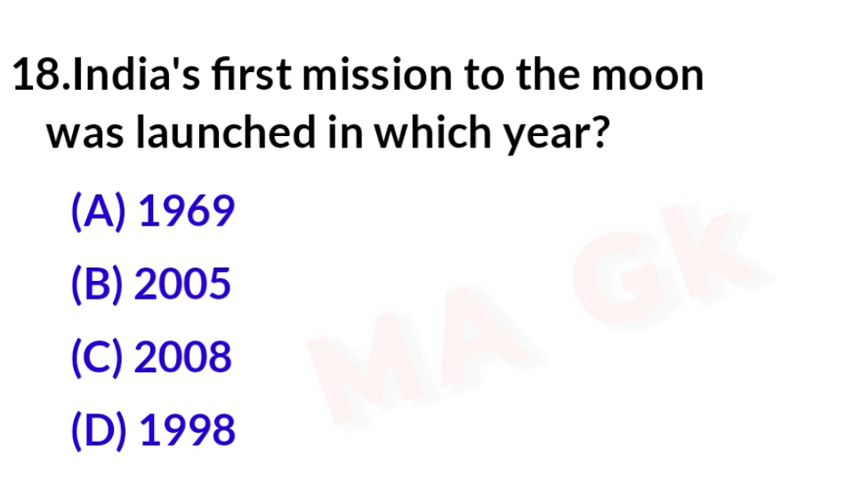 18.India's first mission to the moon
was launched in which year?
(A) 1969
(B) 2005
(C) 2008
(D) 1998
MA Gk